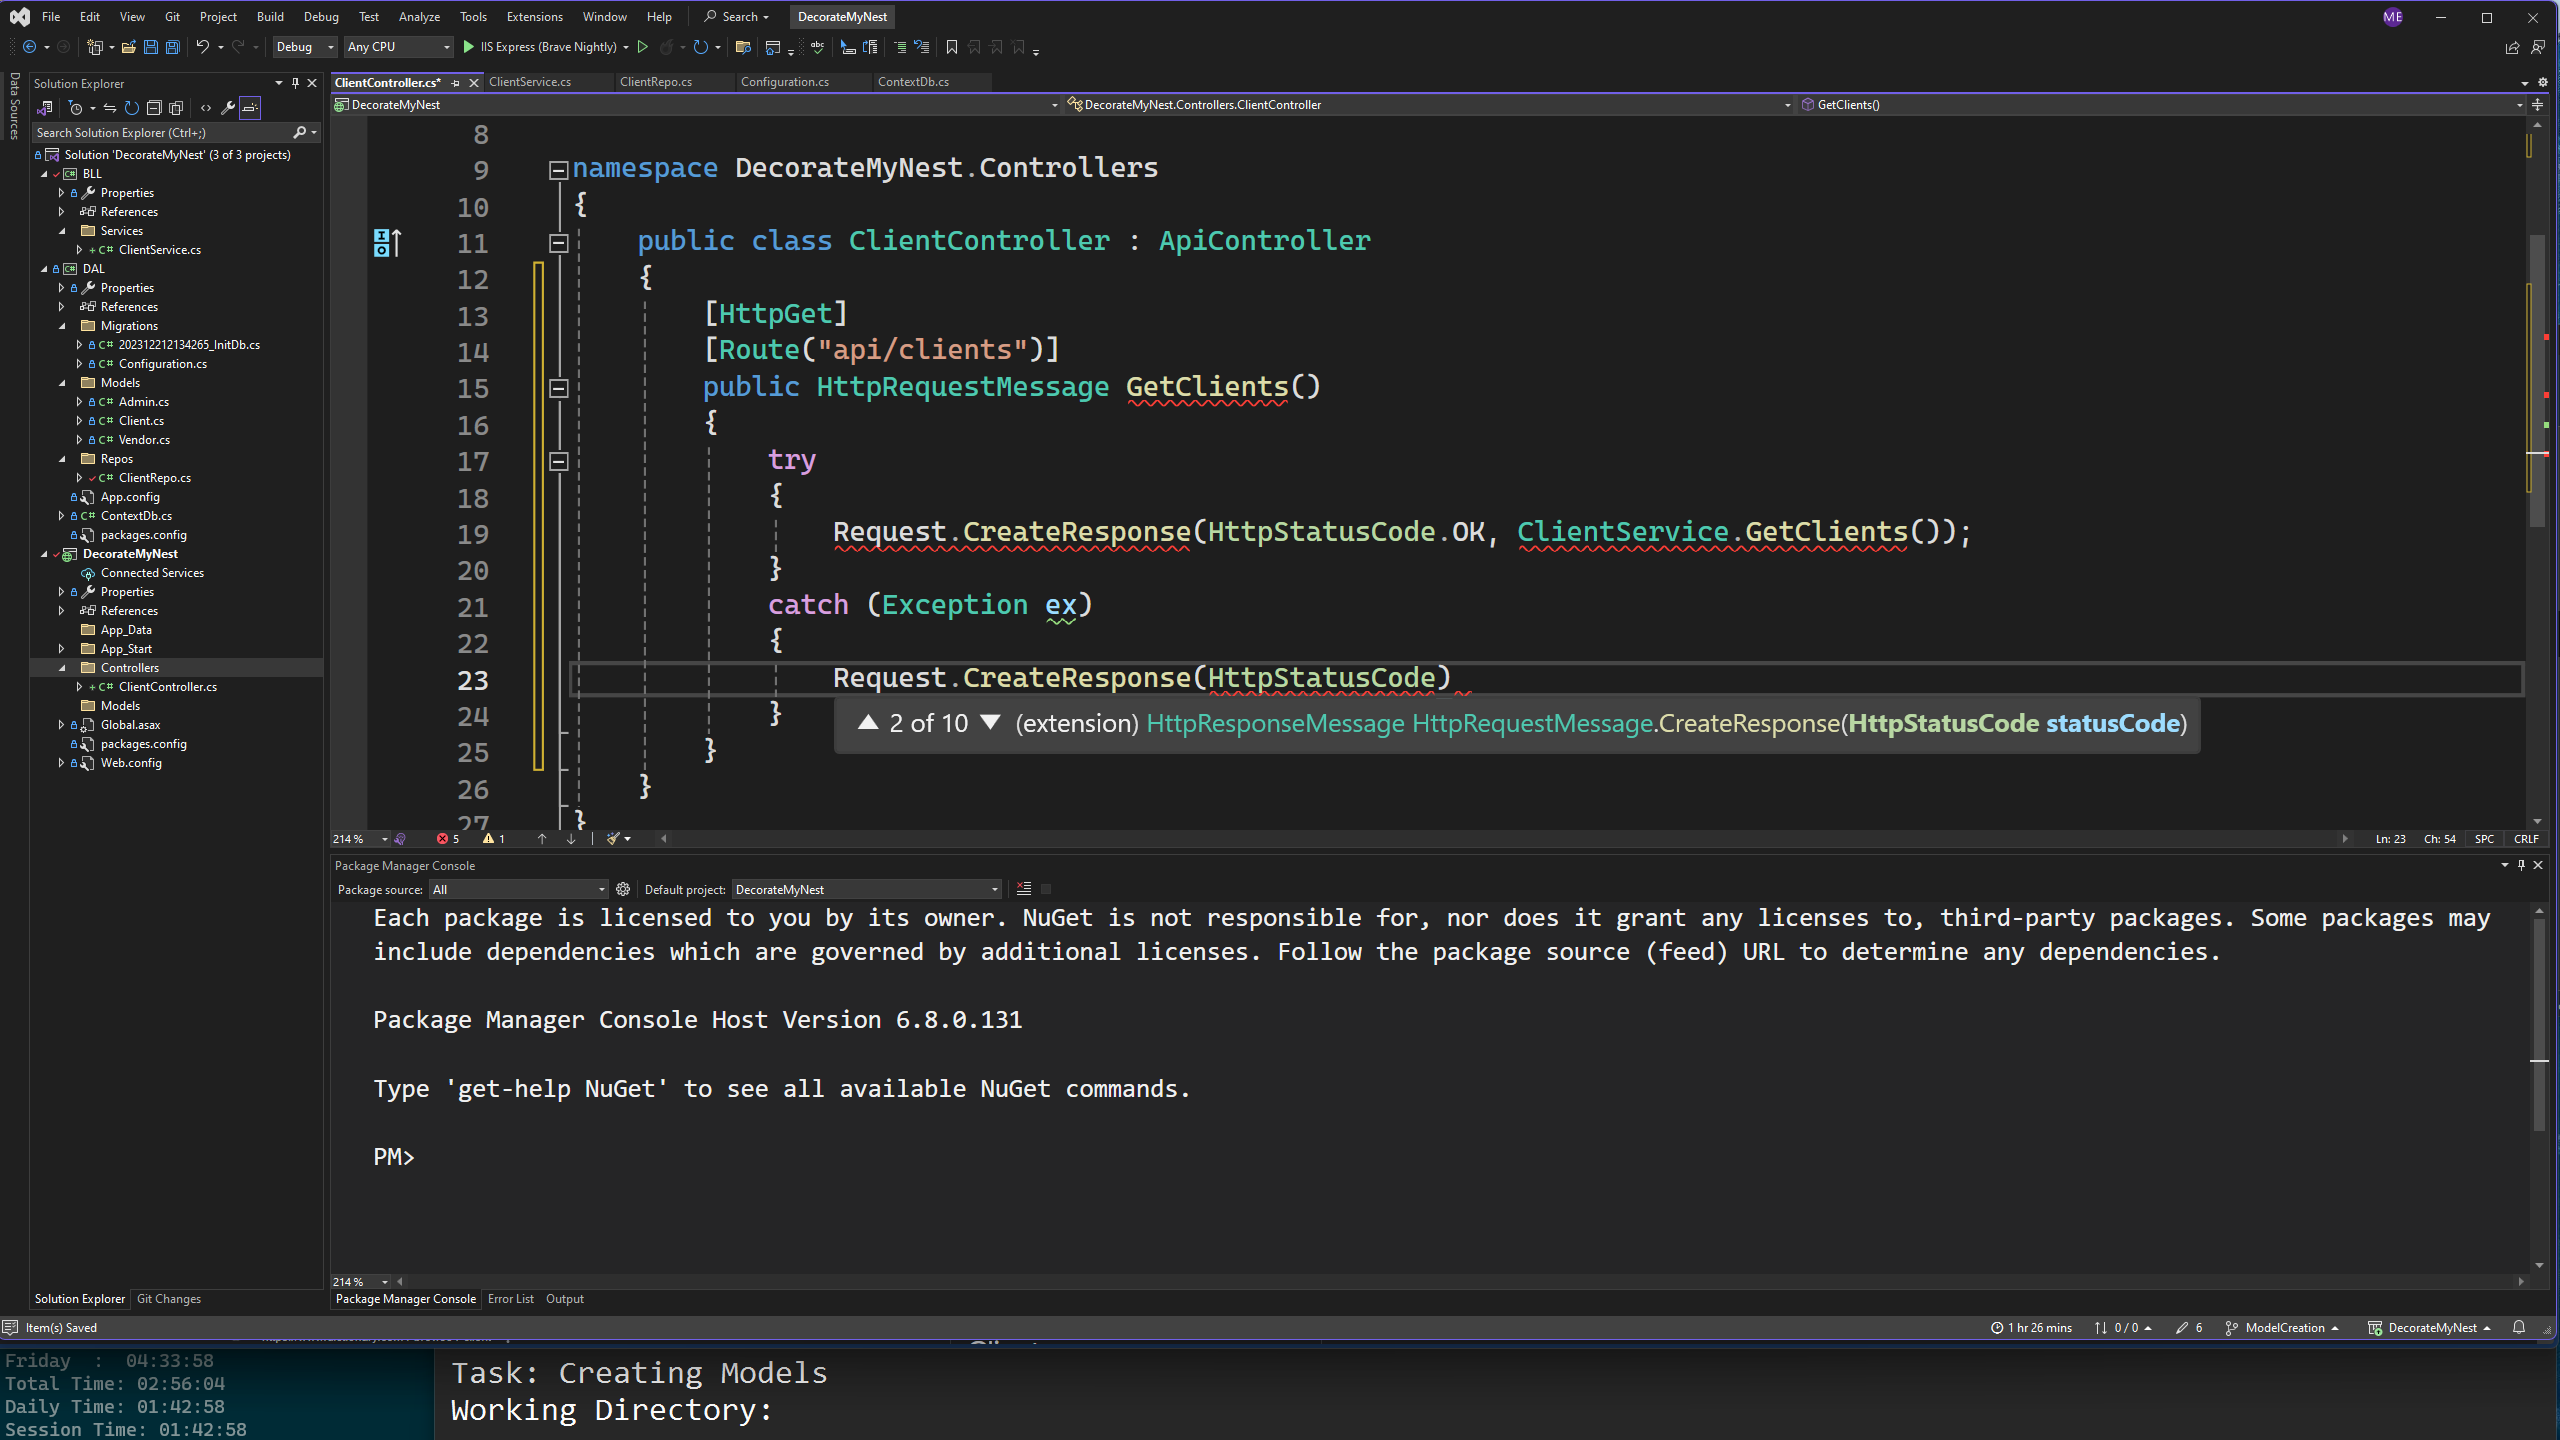 File Edit View Git Project Build Debug Test Analyze Tools Extensions Window Help Search DecorateMyNest ME
Debug Any CPU IIS Express (Brave Nightly)
Data Sources
Solution Explorer
Search Solution Explorer (Ctrl+;)
Solution 'DecorateMyNest' (3 of 3 projects)
BLL
Properties
References
Services
C# ClientService.cs
DAL
Properties
References
Migrations
C# 202312212134265_InitDb.cs
C# Configuration.cs
Models
C# Admin.cs
C# Client.cs
C# Vendor.cs
Repos
C# ClientRepo.cs
App.config
C# ContextDb.cs
packages.config
DecorateMyNest
Connected Services
Properties
References
App_Data
App_Start
Controllers
C# ClientController.cs
Models
Global.asax
packages.config
Web.config
Solution Explorer Git Changes
ClientController.cs* ClientService.cs ClientRepo.cs Configuration.cs ContextDb.cs
DecorateMyNest DecorateMyNest.Controllers.ClientController GetClients()
8
9 namespace DecorateMyNest.Controllers
10 {
11 public class ClientController : ApiController
12 {
13 [HttpGet]
14 [Route("api/clients")]
15 public HttpRequestMessage GetClients()
16 {
17 try
18 {
19 Request.CreateResponse(HttpStatusCode.OK, ClientService.GetClients());
20 }
21 catch (Exception ex)
22 {
23 Request.CreateResponse(HttpStatusCode)
24 }
▲ 2 of 10 ▼ (extension) HttpResponseMessage HttpRequestMessage.CreateResponse(HttpStatusCode statusCode)
25 }
26 }
27 }
214 % 5 1 Ln: 23 Ch: 54 SPC CRLF
Package Manager Console
Package source: All Default project: DecorateMyNest
Each package is licensed to you by its owner. NuGet is not responsible for, nor does it grant any licenses to, third-party packages. Some packages may
include dependencies which are governed by additional licenses. Follow the package source (feed) URL to determine any dependencies.
Package Manager Console Host Version 6.8.0.131
Type 'get-help NuGet' to see all available NuGet commands.
PM>
214 %
Package Manager Console Error List Output
Item(s) Saved 1 hr 26 mins 0 / 0 6 ModelCreation DecorateMyNest
Friday : 04:33:58
Total Time: 02:56:04
Daily Time: 01:42:58
Session Time: 01:42:58
Task: Creating Models
Working Directory: